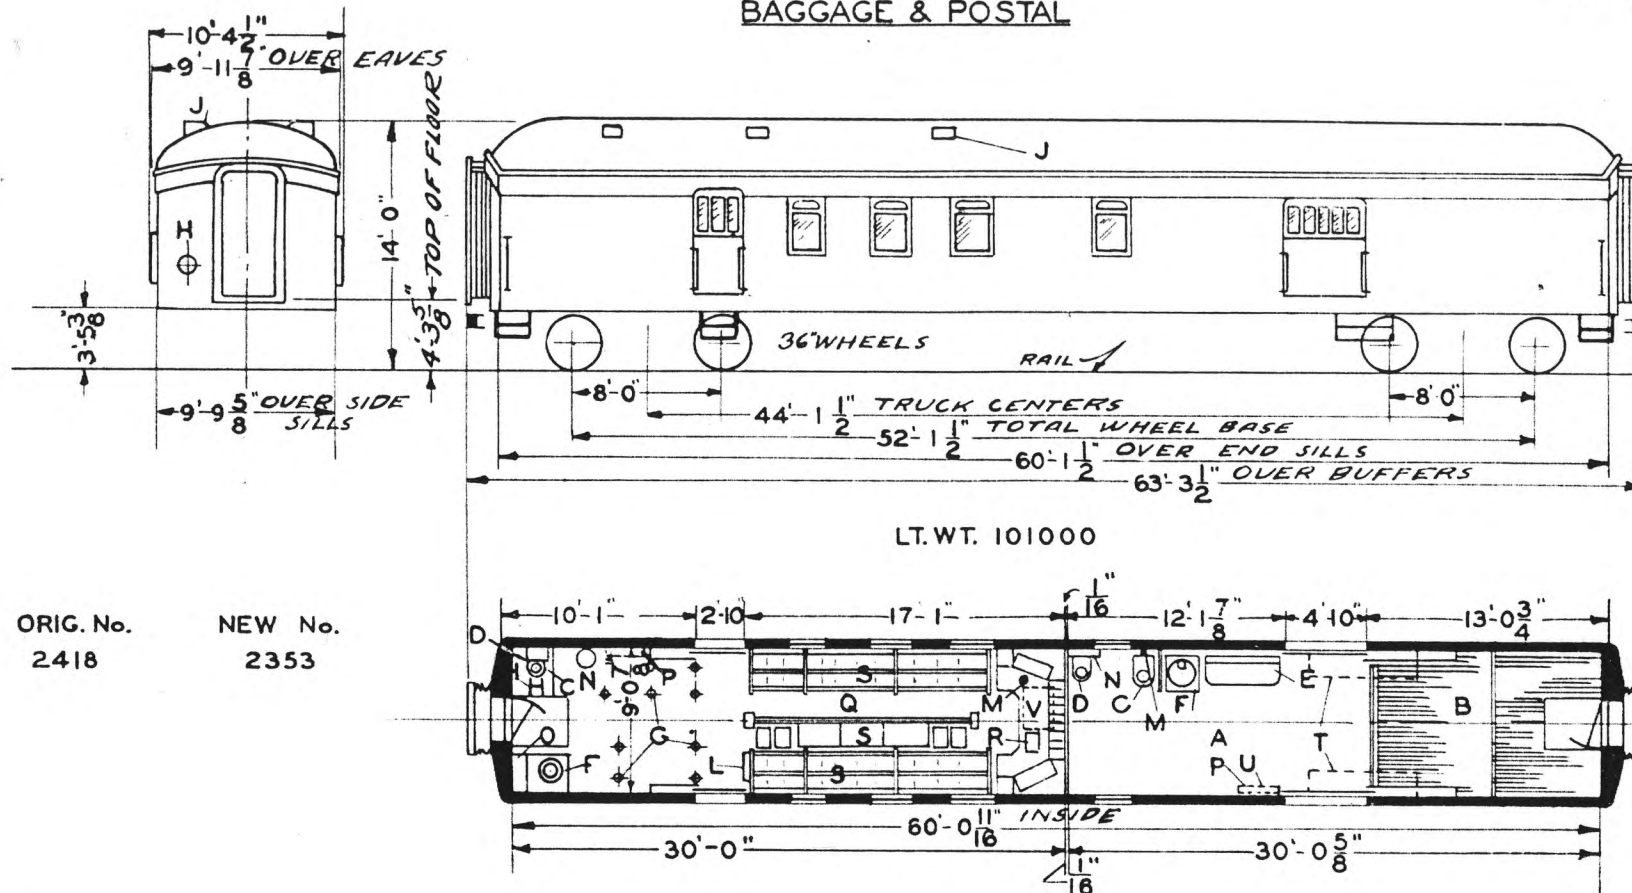 BAGGAGE & POSTAL
10'-4 1/2"
9'-11 7/8" OVER EAVES
J
H
14'-0"
4'-3 5/8" TOP OF FLOOR
3'-5 3/8"
9'-9 5/8" OVER SIDE SILLS
J
36" WHEELS
RAIL
8'-0"
8'-0"
44'-1 1/2" TRUCK CENTERS
52'-1 1/2" TOTAL WHEEL BASE
60'-1 1/2" OVER END SILLS
63'-3 1/2" OVER BUFFERS
LT. WT. 101000
ORIG. No. NEW No.
2418 2353
10'-1" 2'-10" 17'-1" 1/16" 12'-1 7/8" 4'-10" 13'-0 3/4"
D
H C N P S M V D N C M F E B
9'-0 7"
Q
O G S R A T
F L S P U
60'-0 11/16" INSIDE
30'-0" 30'-0 5/8"
1/16"